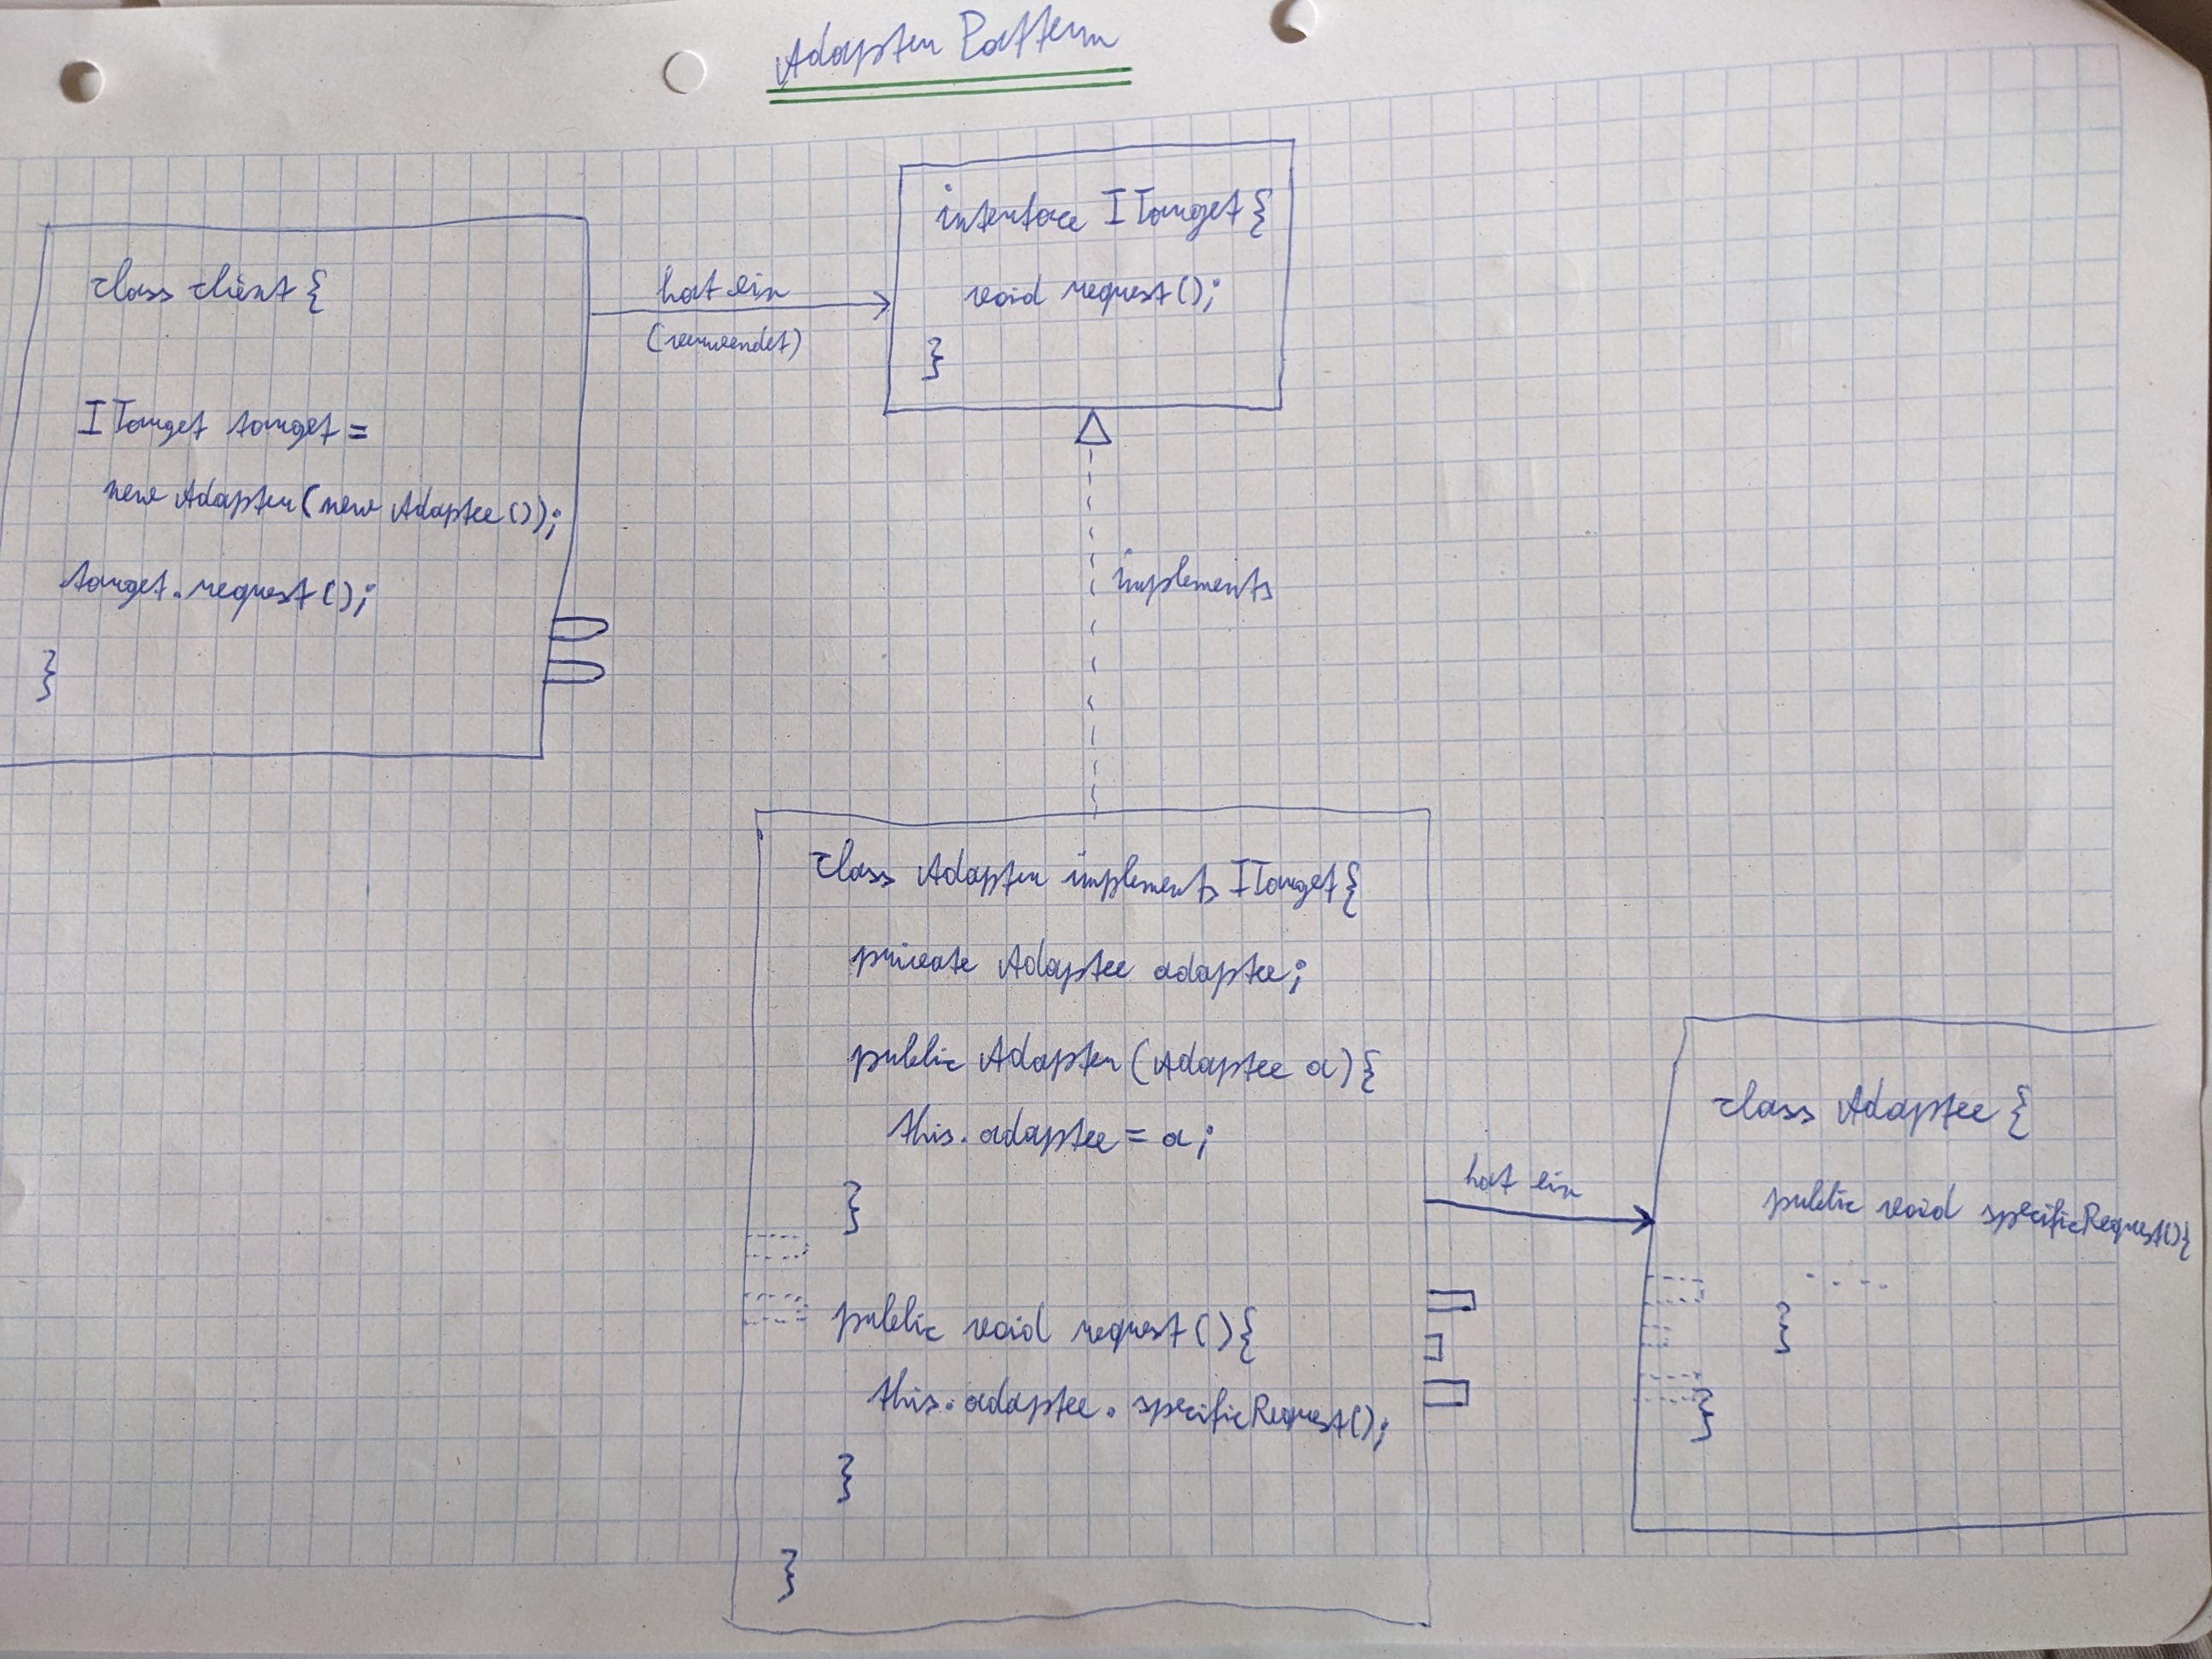 Adapter Pattern
class client {
ITarget target =
new Adapter(new Adaptee());
target.request();
}
hat ein
(verwendet)
interface ITarget {
void request();
}
implements
class Adapter implements ITarget {
private Adaptee adaptee;
public Adapter (Adaptee a) {
this.adaptee = a;
}
public void request() {
this.adaptee.specificRequest();
}
}
hat ein
class Adaptee {
public void specificRequest(){
....
}
}